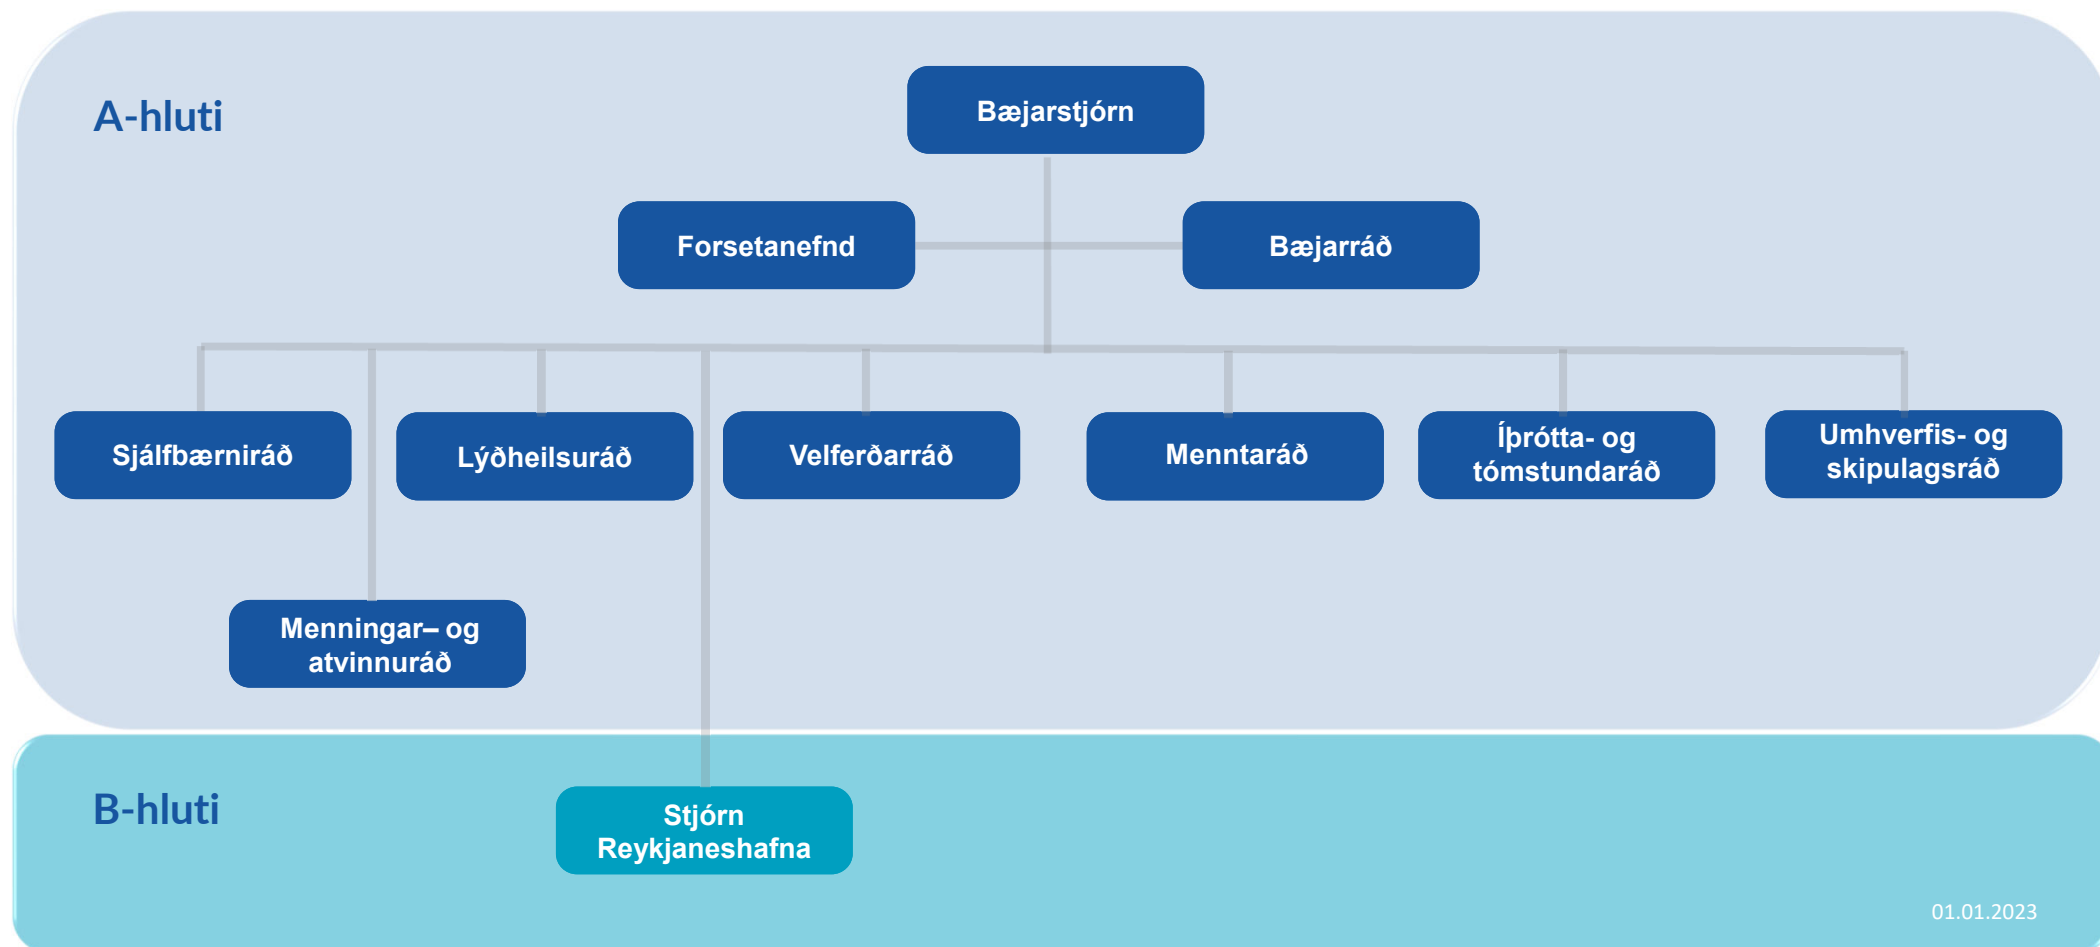 A-hluti
Bæjarstjórn
Forsetanefnd
Bæjarráð
Sjálfbærniráð
Lýðheilsuráð
Velferðarráð
Menntaráð
Íþrótta- og
tómstundaráð
Umhverfis- og
skipulagsráð
Menningar– og
atvinnuráð
B-hluti
Stjórn
Reykjaneshafna
01.01.2023